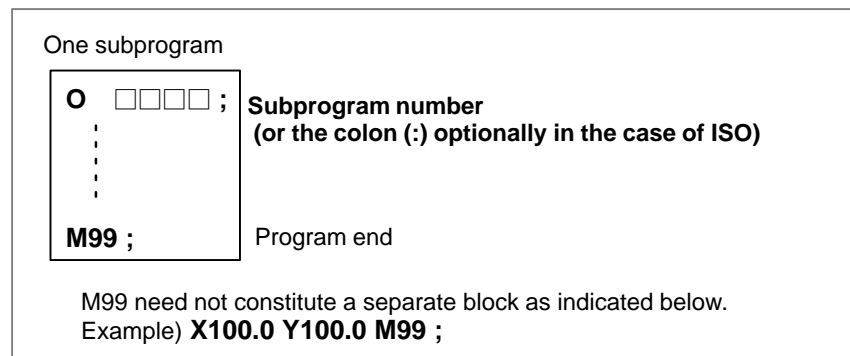 One subprogram
O □□□□ ; Subprogram number
(or the colon (:) optionally in the case of ISO)
M99 ; Program end
M99 need not constitute a separate block as indicated below.
Example) X100.0 Y100.0 M99 ;